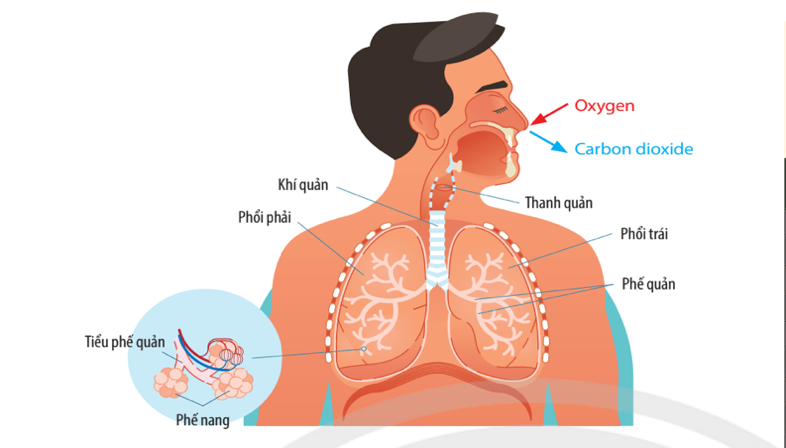 Oxygen
Carbon dioxide
Khí quản
Thanh quản
Phổi phải
Phổi trái
Phế quản
Tiểu phế quản
Phế nang